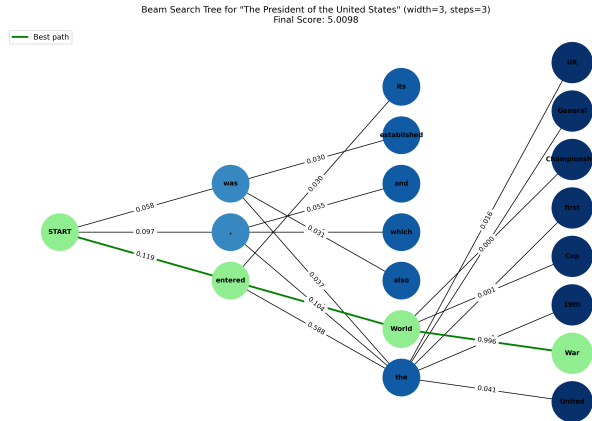 Beam Search Tree for "The President of the United States" (width=3, steps=3)
Final Score: 5.0098
Best path
UK
its
General
established
Championsh
0.030
0.030
was
and
first
0.058
0.055
0.016
START
0.097
,
0.031
which
0.000
0.119
Cup
entered
0.037
also
0.001
0.104
19th
World
0.588
0.996
War
the
0.041
United